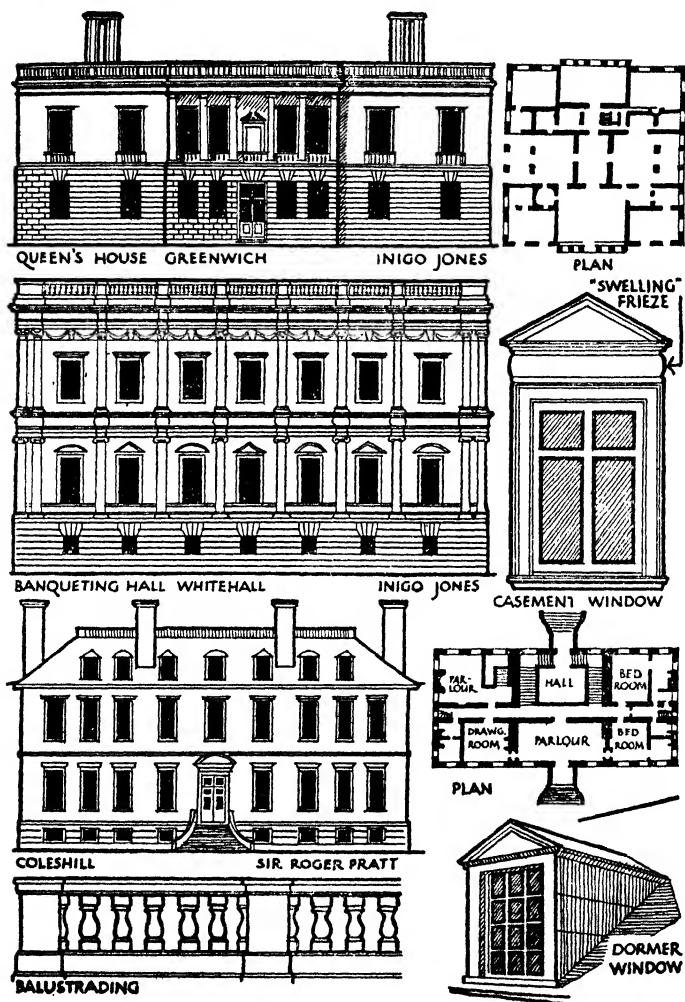 QUEEN'S HOUSE GREENWICH INIGO JONES
PLAN
"SWELLING"
FRIEZE
BANQUETING HALL WHITEHALL INIGO JONES
CASEMENT WINDOW
COLESHILL SIR ROGER PRATT
PAR-
LOUR
HALL
BED
ROOM
DRAWG.
ROOM
PARLOUR
BED
ROOM
PLAN
BALUSTRADING
DORMER
WINDOW